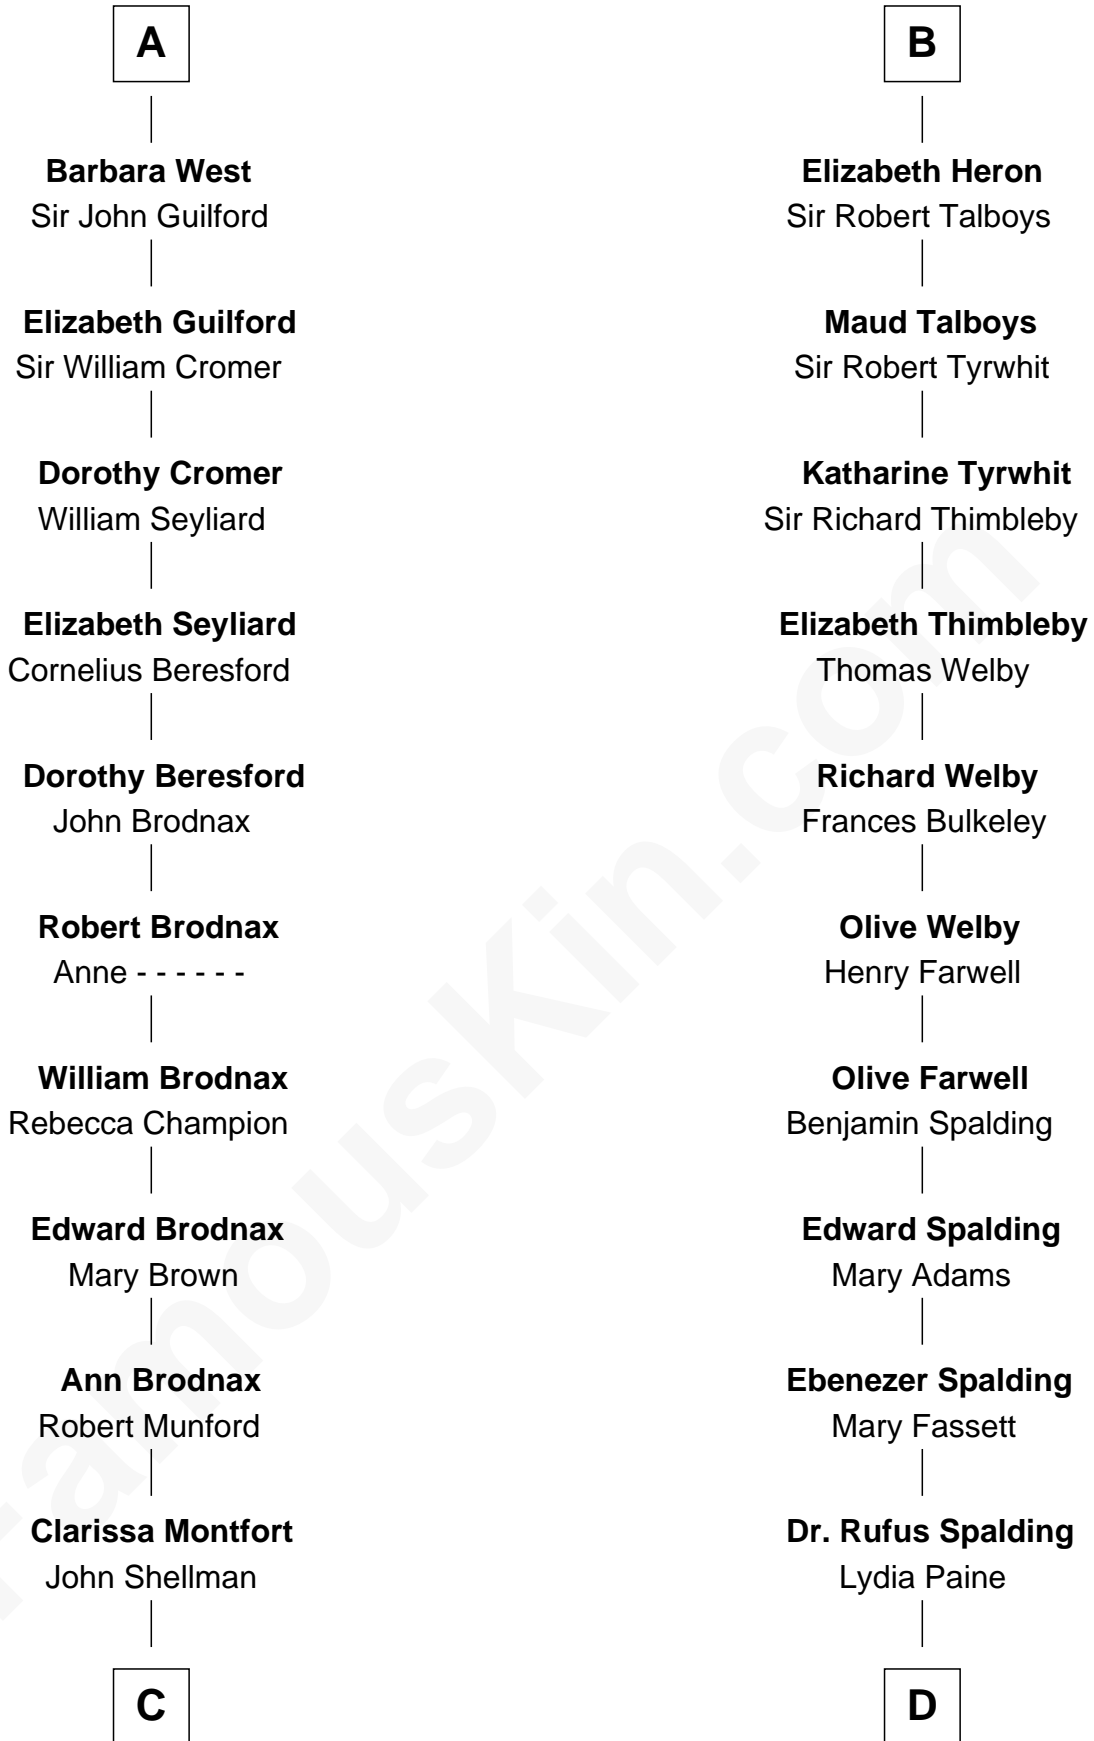 A
Barbara West
Sir John Guilford
Elizabeth Guilford
Sir William Cromer
Dorothy Cromer
William Seyliard
Elizabeth Seyliard
Cornelius Beresford
Dorothy Beresford
John Brodnax
Robert Brodnax
Anne - - - - - -
William Brodnax
Rebecca Champion
Edward Brodnax
Mary Brown
Ann Brodnax
Robert Munford
Clarissa Montfort
John Shellman
C
B
Elizabeth Heron
Sir Robert Talboys
Maud Talboys
Sir Robert Tyrwhit
Katharine Tyrwhit
Sir Richard Thimbleby
Elizabeth Thimbleby
Thomas Welby
Richard Welby
Frances Bulkeley
Olive Welby
Henry Farwell
Olive Farwell
Benjamin Spalding
Edward Spalding
Mary Adams
Ebenezer Spalding
Mary Fassett
Dr. Rufus Spalding
Lydia Paine
D
FamousKin.com